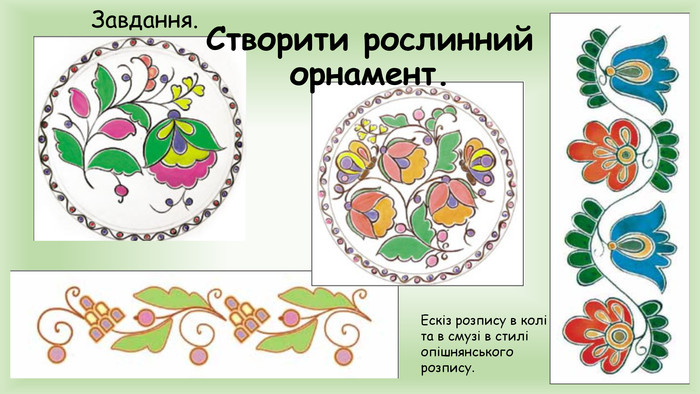 Завдання.
Створити рослинний
орнамент.
Ескіз розпису в колі
та в смузі в стилі
опішнянського
розпису.